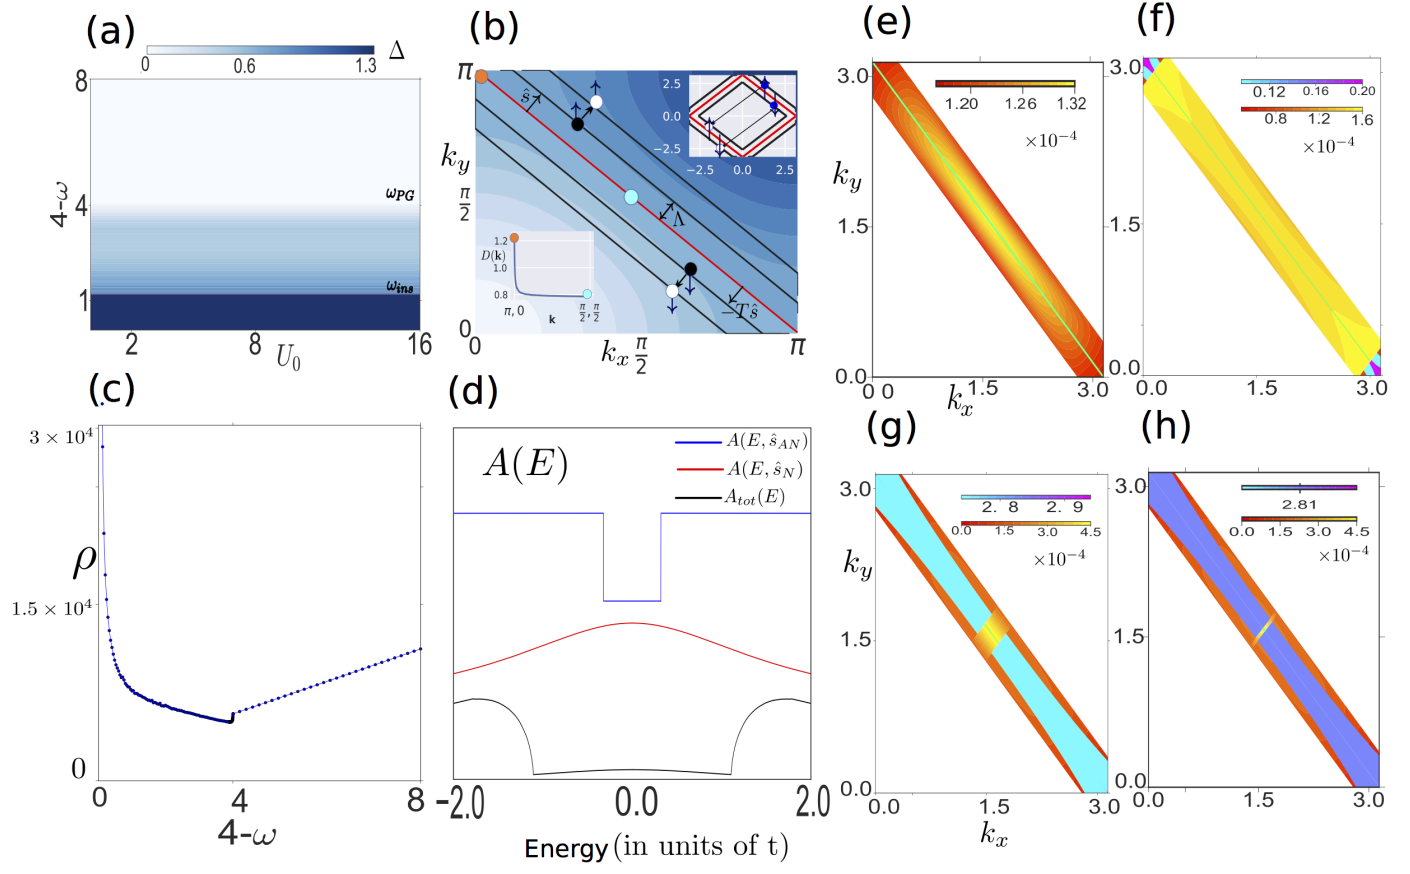 (a)
Δ
0 0.6 1.3
8
4
1
4-ω
ω_PG
ω_ins
2 8 16
U₀
(b)
π
k_y
π/2
0
0 k_x π/2 π
ŝ
Λ
-Tŝ
2.5
0.0
−2.5
−2.5 0.0 2.5
1.2
D(k) 1.0
0.8
π, 0 π/2, π/2
k
(c)
3 × 10⁴
ρ
1.5 × 10⁴
0
0 4 8
4-ω
(d)
A(E)
A(E, ŝ_AN)
A(E, ŝ_N)
A_tot(E)
-2.0 0.0 2.0
Energy (in units of t)
(e)
3.0
k_y
1.5
0.0
0 0 1.5 3.0
k_x
1.20 1.26 1.32
×10⁻⁴
(f)
3.0
1.5
0.0
0.0 1.5 3.0
0.12 0.16 0.20
0.8 1.2 1.6
×10⁻⁴
(g)
3.0
k_y
1.5
0.0
0.0 1.5 3.0
k_x
2. 8 2. 9
0.0 1.5 3.0 4.5
×10⁻⁴
(h)
3.0
1.5
0.0
0.0 1.5 3.0
2.81
0.0 1.5 3.0 4.5
×10⁻⁴